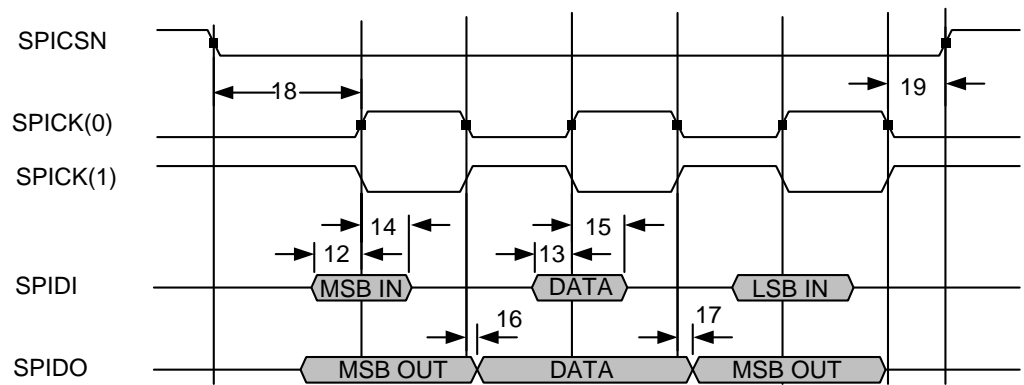 SPICSN
18
19
SPICK(0)
SPICK(1)
14
15
12
13
SPIDI
MSB IN
DATA
LSB IN
16
17
SPIDO
MSB OUT
DATA
MSB OUT